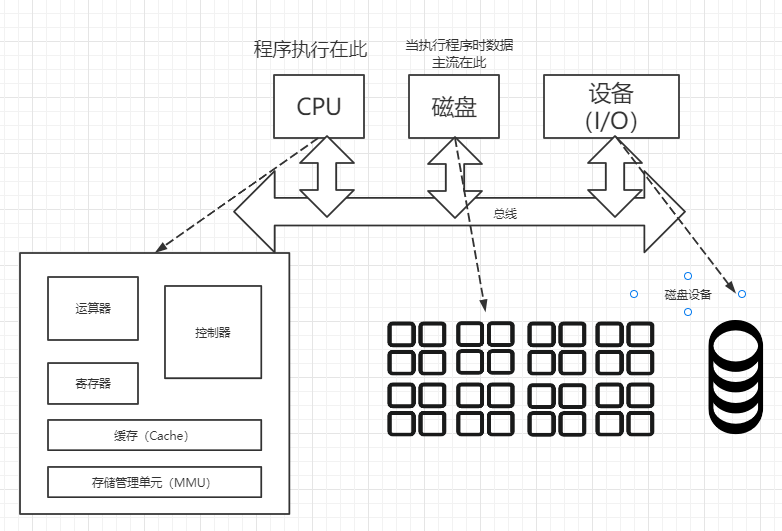 程序执行在此
当执行程序时数据
主流在此
CPU
磁盘
设备
（I/O）
总线
运算器
控制器
寄存器
缓存（Cache）
存储管理单元（MMU）
磁盘设备